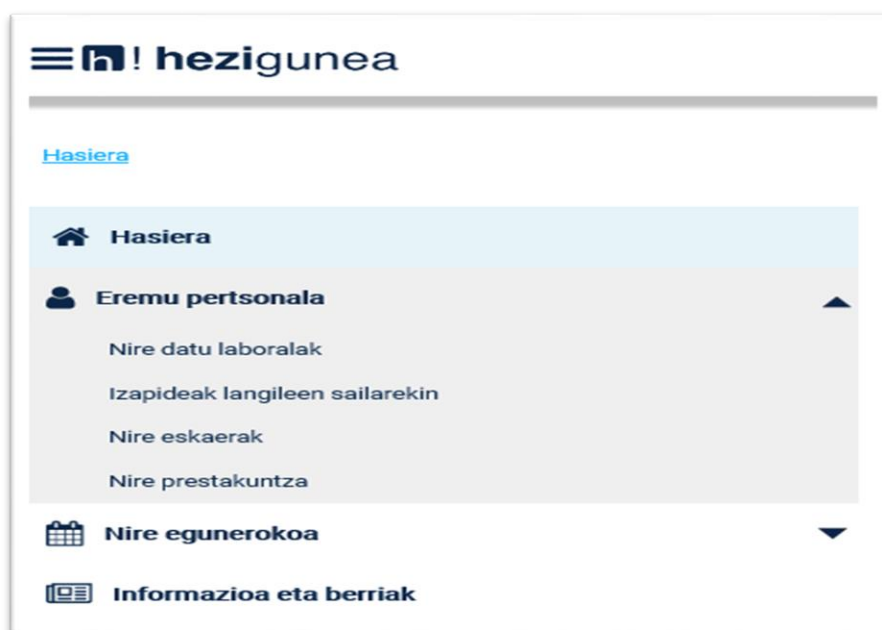 h! hezigunea
Hasiera
Hasiera
Eremu pertsonala
Nire datu laboralak
Izapideak langileen sailarekin
Nire eskaerak
Nire prestakuntza
Nire egunerokoa
Informazioa eta berriak